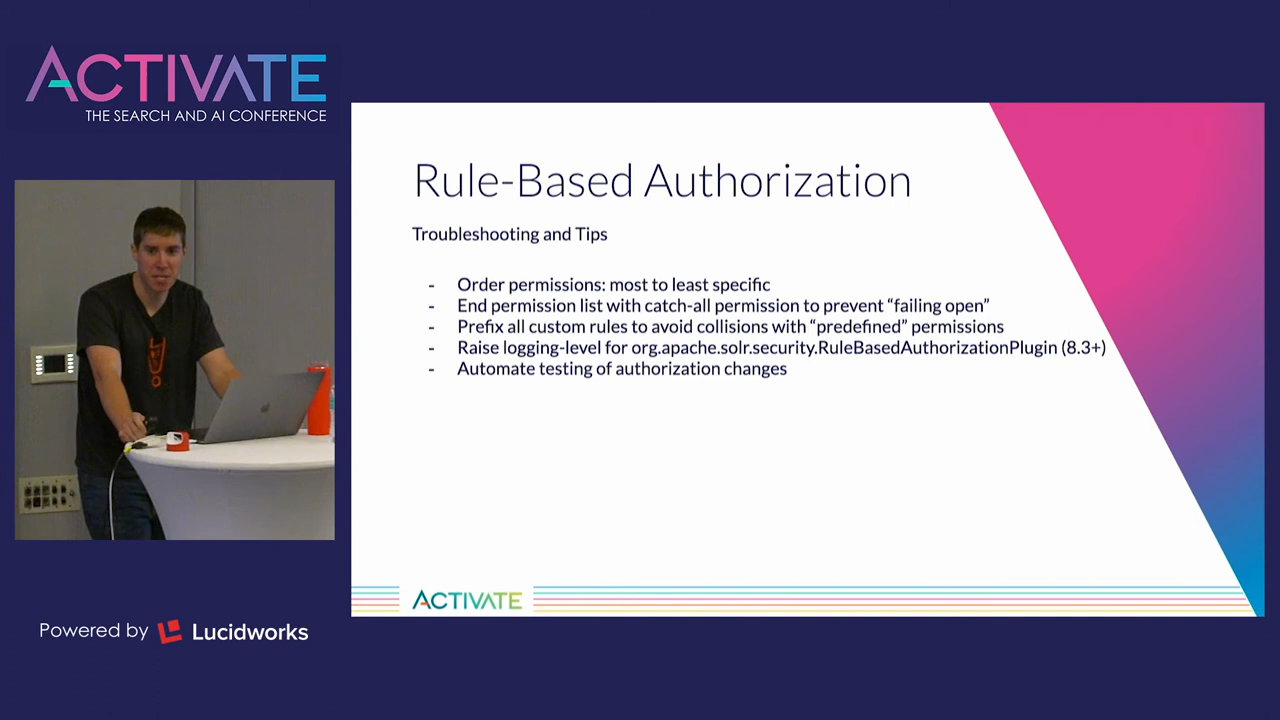 ACTIVATE
THE SEARCH AND AI CONFERENCE
Rule-Based Authorization
Troubleshooting and Tips
- Order permissions: most to least specific
- End permission list with catch-all permission to prevent “failing open”
- Prefix all custom rules to avoid collisions with “predefined” permissions
- Raise logging-level for org.apache.solr.security.RuleBasedAuthorizationPlugin (8.3+)
- Automate testing of authorization changes
ACTIVATE
Powered by Lucidworks